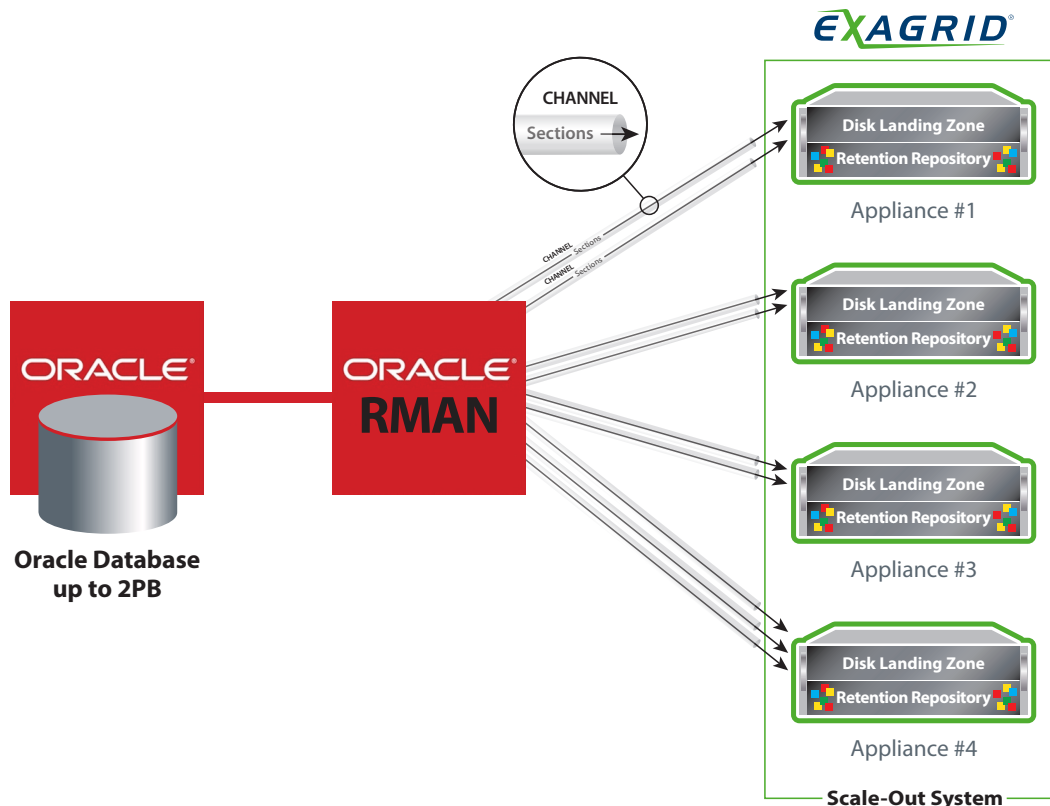 EXAGRID®
CHANNEL
Sections
Disk Landing Zone
Retention Repository
Appliance #1
CHANNEL Sections
CHANNEL Sections
Disk Landing Zone
Retention Repository
Appliance #2
ORACLE®
ORACLE®
RMAN
Oracle Database
up to 2PB
Disk Landing Zone
Retention Repository
Appliance #3
Disk Landing Zone
Retention Repository
Appliance #4
Scale-Out System